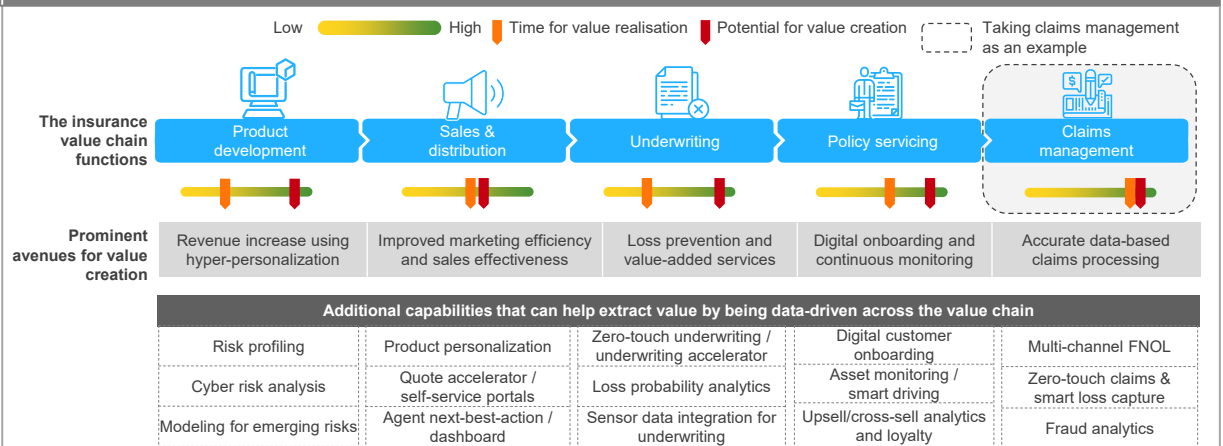 Low
High
Time for value realisation
Potential for value creation
Taking claims management
as an example
$
The insurance
value chain
functions
Product
development
Sales &
distribution
Underwriting
Policy servicing
Claims
management
Prominent
avenues for value
creation
Revenue increase using
hyper-personalization
Improved marketing efficiency
and sales effectiveness
Loss prevention and
value-added services
Digital onboarding and
continuous monitoring
Accurate data-based
claims processing
Additional capabilities that can help extract value by being data-driven across the value chain
Risk profiling
Product personalization
Zero-touch underwriting /
underwriting accelerator
Digital customer
onboarding
Multi-channel FNOL
Cyber risk analysis
Quote accelerator /
self-service portals
Loss probability analytics
Asset monitoring /
smart driving
Zero-touch claims &
smart loss capture
Modeling for emerging risks
Agent next-best-action /
dashboard
Sensor data integration for
underwriting
Upsell/cross-sell analytics
and loyalty
Fraud analytics